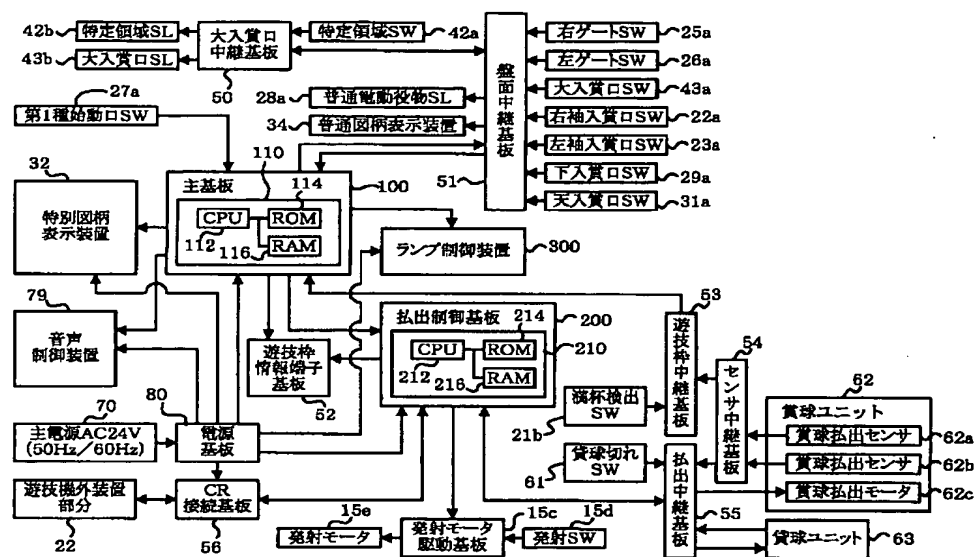 42b
特定領域SL
43b
大入賞口SL
大入賞口
中継基板
50
特定領域SW
42a
27a
第1種始動口SW
28a
普通電動役物SL
34
普通図柄表示装置
盤面中継基板
51
右ゲートSW
25a
左ゲートSW
26a
大入賞口SW
43a
右袖入賞口SW
22a
左袖入賞口SW
23a
下入賞口SW
29a
天入賞口SW
31a
32
特別図柄
表示装置
主基板
110
114
100
CPU
ROM
112
116
RAM
ランプ制御装置
300
79
音声
制御装置
遊技枠
情報端子
基板
52
払出制御基板
214
200
CPU
ROM
210
212
216
RAM
53
遊技枠中継基板
54
センサ中継基板
満杯検出
SW
21b
62
賞球ユニット
賞球払出センサ
62a
賞球払出センサ
62b
賞球払出モータ
62c
70
主電源AC24V
(50Hz/60Hz)
80
電源
基板
貸球切れ
SW
61
払出中継基板
55
遊技機外装置
部分
22
CR
接続基板
56
15e
発射モータ
発射モータ
駆動基板
15c
15d
発射SW
貸球ユニット
63